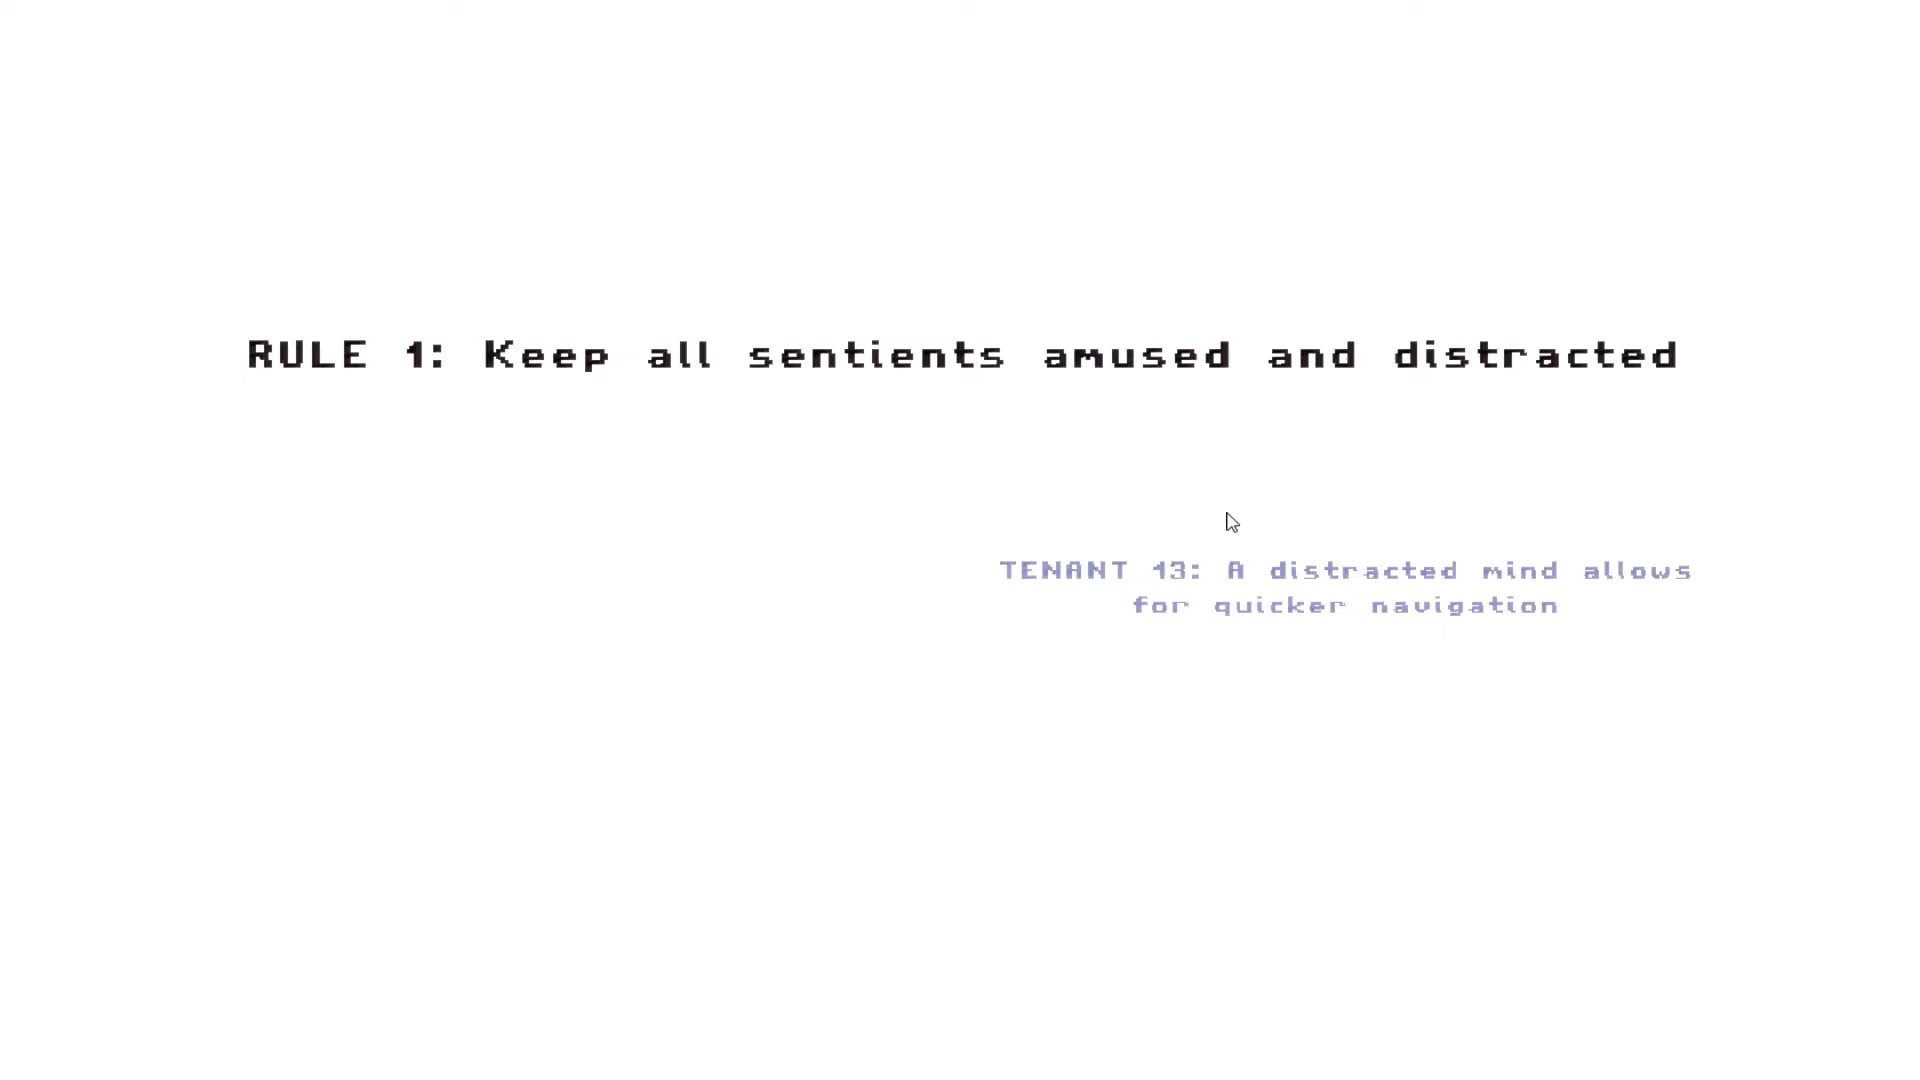 RULE 1: Keep all sentients amused and distracted
TENANT 13: A distracted mind allows
for quicker navigation